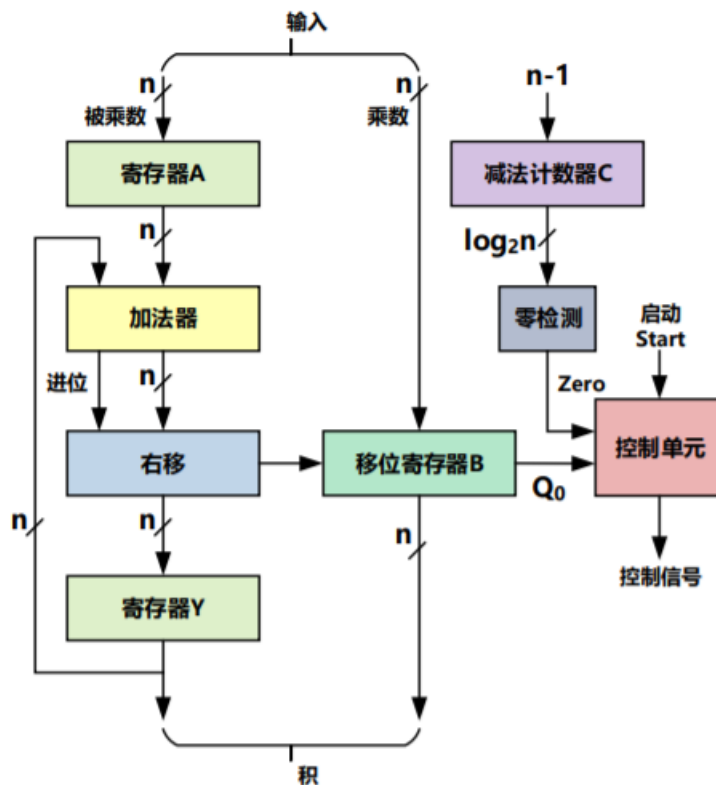 输入
n
n
n-1
被乘数
乘数
寄存器A
减法计数器C
n
log₂n
加法器
零检测
启动
Start
进位
n
Zero
右移
移位寄存器B
控制单元
Q₀
n
n
n
控制信号
寄存器Y
积